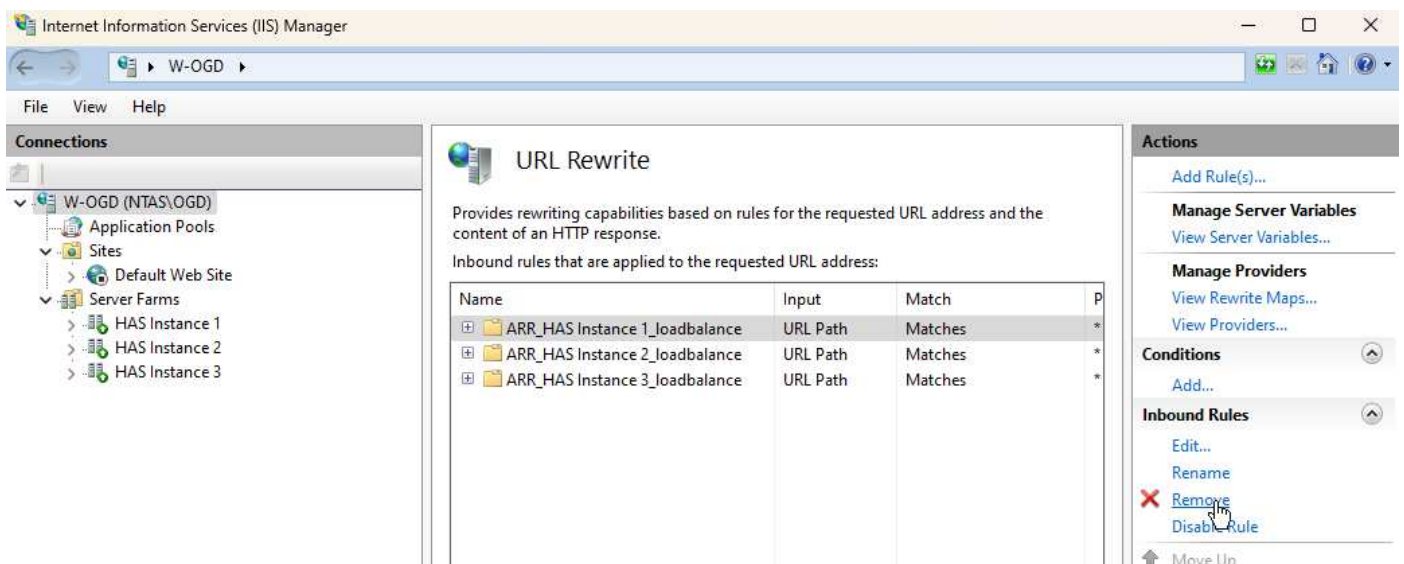 Internet Information Services (IIS) Manager
W-OGD
File View Help
Connections
W-OGD (NTAS\OGD)
Application Pools
Sites
Default Web Site
Server Farms
HAS Instance 1
HAS Instance 2
HAS Instance 3
URL Rewrite
Provides rewriting capabilities based on rules for the requested URL address and the
content of an HTTP response.
Inbound rules that are applied to the requested URL address:
Name Input Match P
ARR_HAS Instance 1_loadbalance URL Path Matches *
ARR_HAS Instance 2_loadbalance URL Path Matches *
ARR_HAS Instance 3_loadbalance URL Path Matches *
Actions
Add Rule(s)...
Manage Server Variables
View Server Variables...
Manage Providers
View Rewrite Maps...
View Providers...
Conditions
Add...
Inbound Rules
Edit...
Rename
Remove
Disable Rule
Move Up